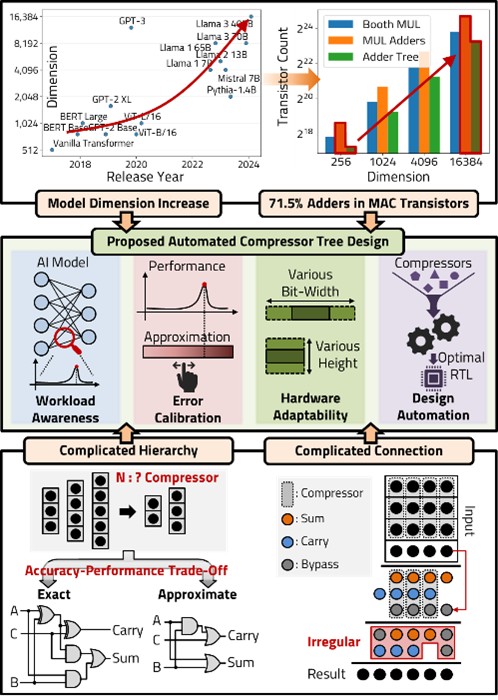 16,384
8,192
4,096
2,048
1,024
512
Dimension
GPT-3
Llama 3 405B
Llama 3 70B
Llama 1 65B
Llama 2 13B
Llama 1 7B
Mistral 7B
Pythia-1.4B
GPT-2 XL
BERT Large
ViT-L/16
BERT Base
GPT-2 Base
ViT-B/16
Vanilla Transformer
2018
2020
2022
2024
Release Year
Transistor Count
2^24
2^22
2^20
2^18
Booth MUL
MUL Adders
Adder Tree
256
1024
4096
16384
Dimension
Model Dimension Increase
71.5% Adders in MAC Transistors
Proposed Automated Compressor Tree Design
AI Model
Workload
Awareness
Performance
Approximation
Error
Calibration
Various
Bit-Width
Various
Height
Hardware
Adaptability
Compressors
Optimal
RTL
Design
Automation
Complicated Hierarchy
Complicated Connection
N : ? Compressor
Accuracy-Performance Trade-Off
Exact
Approximate
A
C
B
Carry
Sum
A
C
B
Carry
Sum
: Compressor
: Sum
: Carry
: Bypass
Input
Irregular
Result